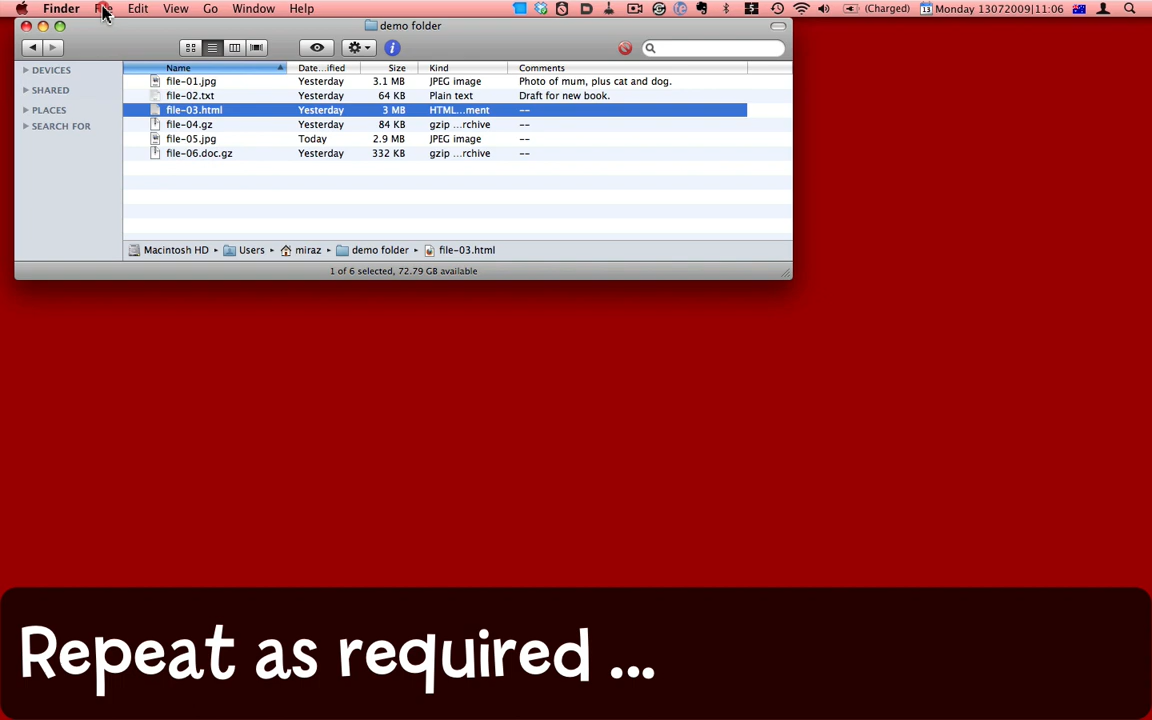 Finder File Edit View Go Window Help (Charged) Monday 13072009|11:06
demo folder
DEVICES
SHARED
PLACES
SEARCH FOR
Name Date...ified Size Kind Comments
file-01.jpg Yesterday 3.1 MB JPEG image Photo of mum, plus cat and dog.
file-02.txt Yesterday 64 KB Plain text Draft for new book.
file-03.html Yesterday 3 MB HTML...ment --
file-04.gz Yesterday 84 KB gzip ...rchive --
file-05.jpg Today 2.9 MB JPEG image --
file-06.doc.gz Yesterday 332 KB gzip ...rchive --
Macintosh HD ▸ Users ▸ miraz ▸ demo folder ▸ file-03.html
1 of 6 selected, 72.79 GB available
Repeat as required ...